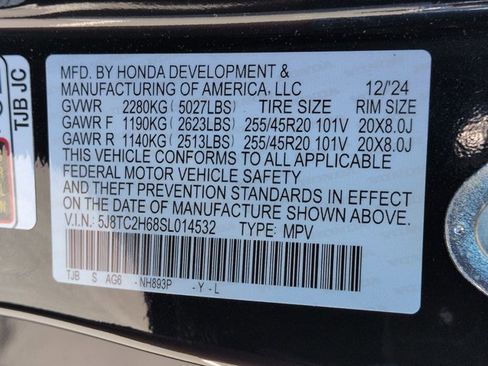 MFD. BY HONDA DEVELOPMENT &
MANUFACTURING OF AMERICA, LLC 12/'24
GVWR 2280KG (5027LBS) TIRE SIZE RIM SIZE
GAWR F 1190KG (2623LBS) 255/45R20 101V 20X8.0J
GAWR R 1140KG (2513LBS) 255/45R20 101V 20X8.0J
THIS VEHICLE CONFORMS TO ALL APPLICABLE
FEDERAL MOTOR VEHICLE SAFETY
AND THEFT PREVENTION STANDARDS IN EFFECT
ON THE DATE OF MANUFACTURE SHOWN ABOVE.
V.I.N.: 5J8TC2H68SL014532 TYPE: MPV
TJB S AG6 - NH893P - Y - L
TJB JC